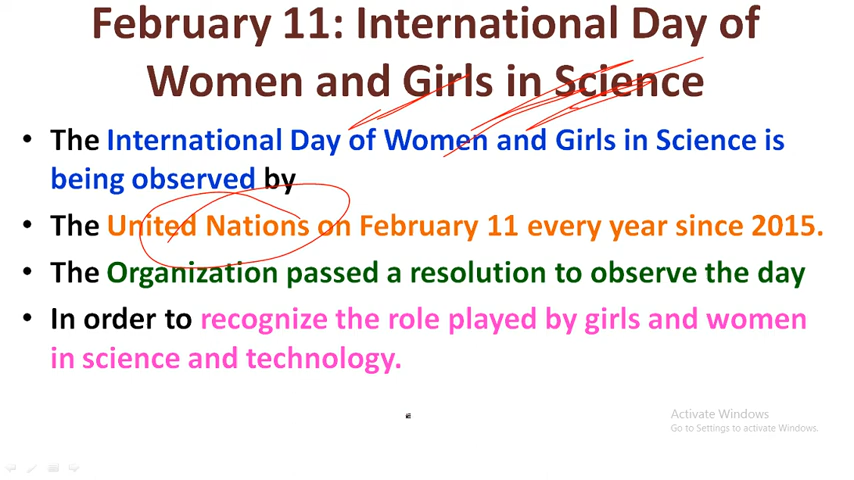 February 11: International Day of
Women and Girls in Science
• The International Day of Women and Girls in Science is
being observed by
• The United Nations on February 11 every year since 2015.
• The Organization passed a resolution to observe the day
• In order to recognize the role played by girls and women
in science and technology.
Activate Windows
Go to Settings to activate Windows.